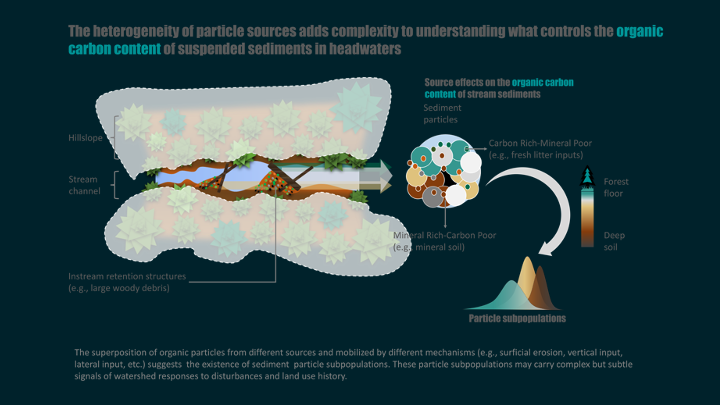 The heterogeneity of particle sources adds complexity to understanding what controls the organic
carbon content of suspended sediments in headwaters
Source effects on the organic carbon
content of stream sediments
Sediment
particles
Hillslope
Carbon Rich-Mineral Poor
(e.g., fresh litter inputs)
Stream
channel
Forest
floor
Mineral Rich-Carbon Poor
(e.g., mineral soil)
Deep
soil
Instream retention structures
(e.g., large woody debris)
Particle subpopulations
The superposition of organic particles from different sources and mobilized by different mechanisms (e.g., surficial erosion, vertical input,
lateral input, etc.) suggests the existence of sediment particle subpopulations. These particle subpopulations may carry complex but subtle
signals of watershed responses to disturbances and land use history.